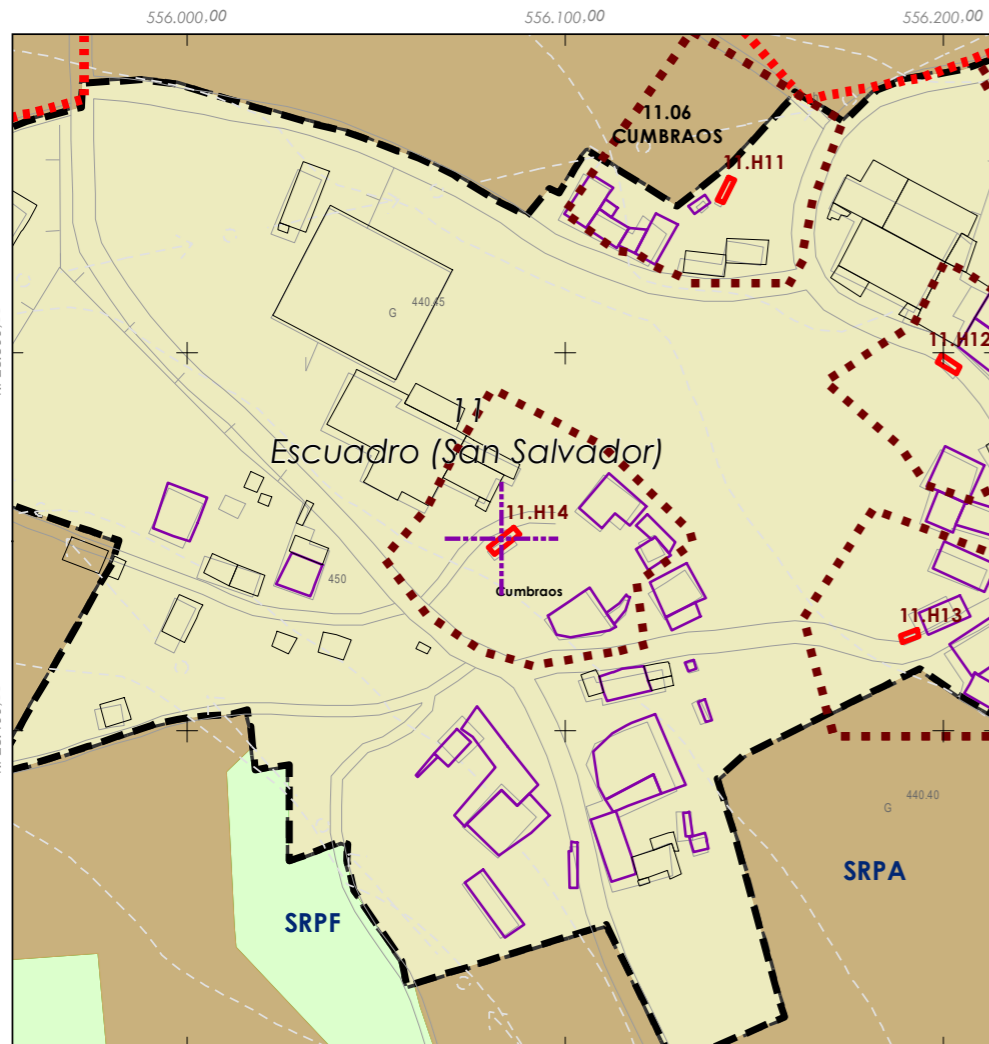 556.000,00
556.100,00
556.200,00
11.06
CUMBRAOS
11.H11
440.45
G
11.H12
11
Escuadro (San Salvador)
11.H14
450
Cumbraos
11.H13
440.40
G
SRPA
SRPF